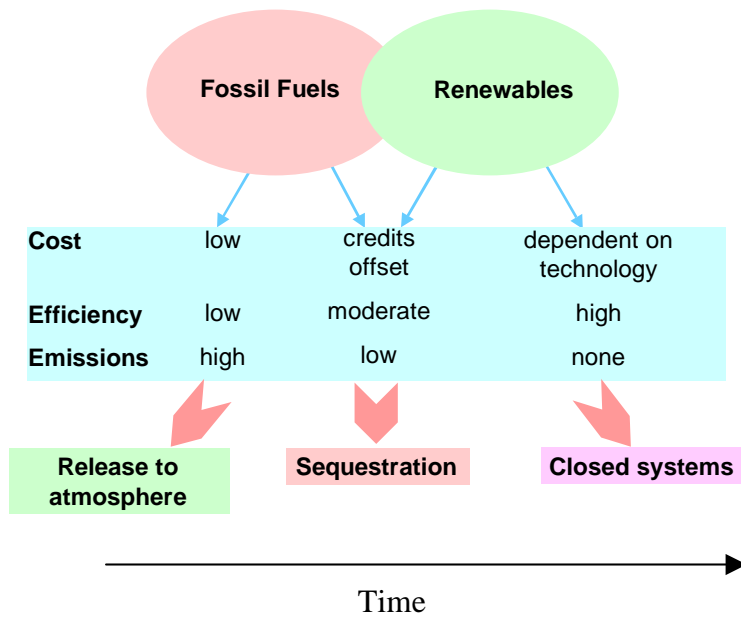 Fossil Fuels Renewables
Cost low credits dependent on
offset technology
Efficiency low moderate high
Emissions high low none
Release to Sequestration Closed systems
atmosphere
Time